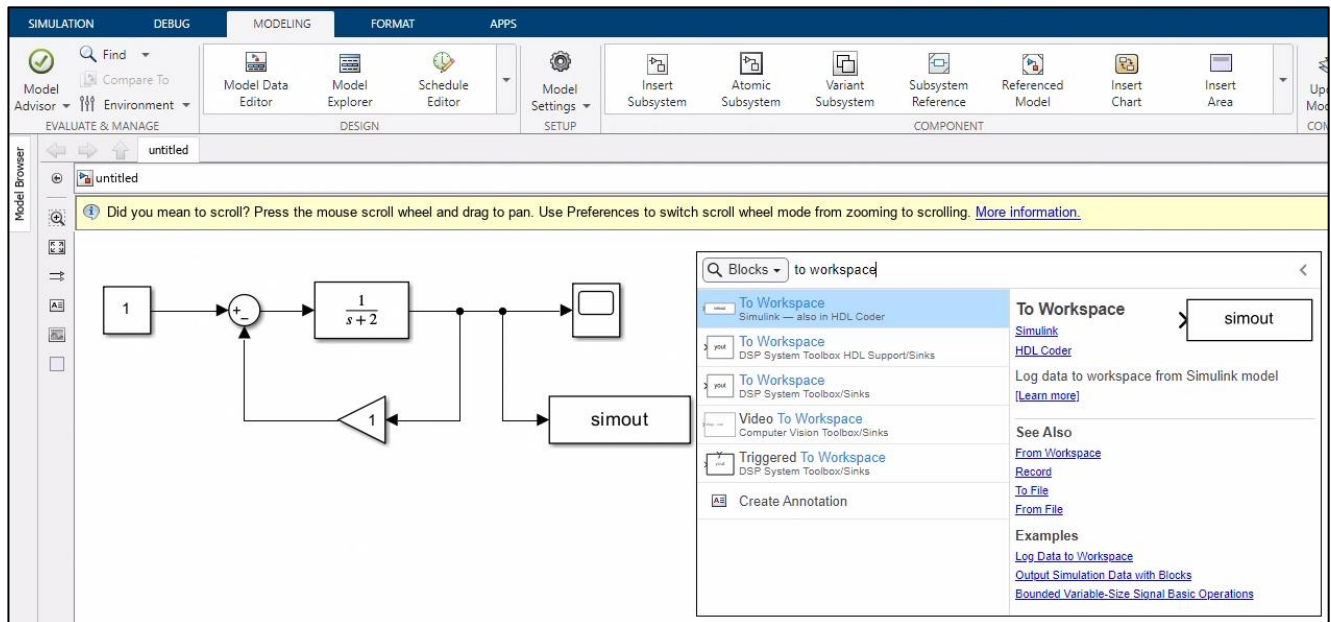 SIMULATION DEBUG MODELING FORMAT APPS
Model Advisor
Find
Compare To
Environment
EVALUATE & MANAGE
Model Data Editor
Model Explorer
Schedule Editor
DESIGN
Model Settings
SETUP
Insert Subsystem
Atomic Subsystem
Variant Subsystem
Subsystem Reference
Referenced Model
Insert Chart
Insert Area
COMPONENT
Model Browser
untitled
untitled
Did you mean to scroll? Press the mouse scroll wheel and drag to pan. Use Preferences to switch scroll wheel mode from zooming to scrolling. More information.
1
+
−
1
s + 2
1
simout
Blocks to workspace
To Workspace
Simulink — also in HDL Coder
To Workspace
DSP System Toolbox HDL Support/Sinks
To Workspace
DSP System Toolbox/Sinks
Video To Workspace
Computer Vision Toolbox/Sinks
Triggered To Workspace
DSP System Toolbox/Sinks
Create Annotation
To Workspace
Simulink
HDL Coder
simout
Log data to workspace from Simulink model
[Learn more]
See Also
From Workspace
Record
To File
From File
Examples
Log Data to Workspace
Output Simulation Data with Blocks
Bounded Variable-Size Signal Basic Operations